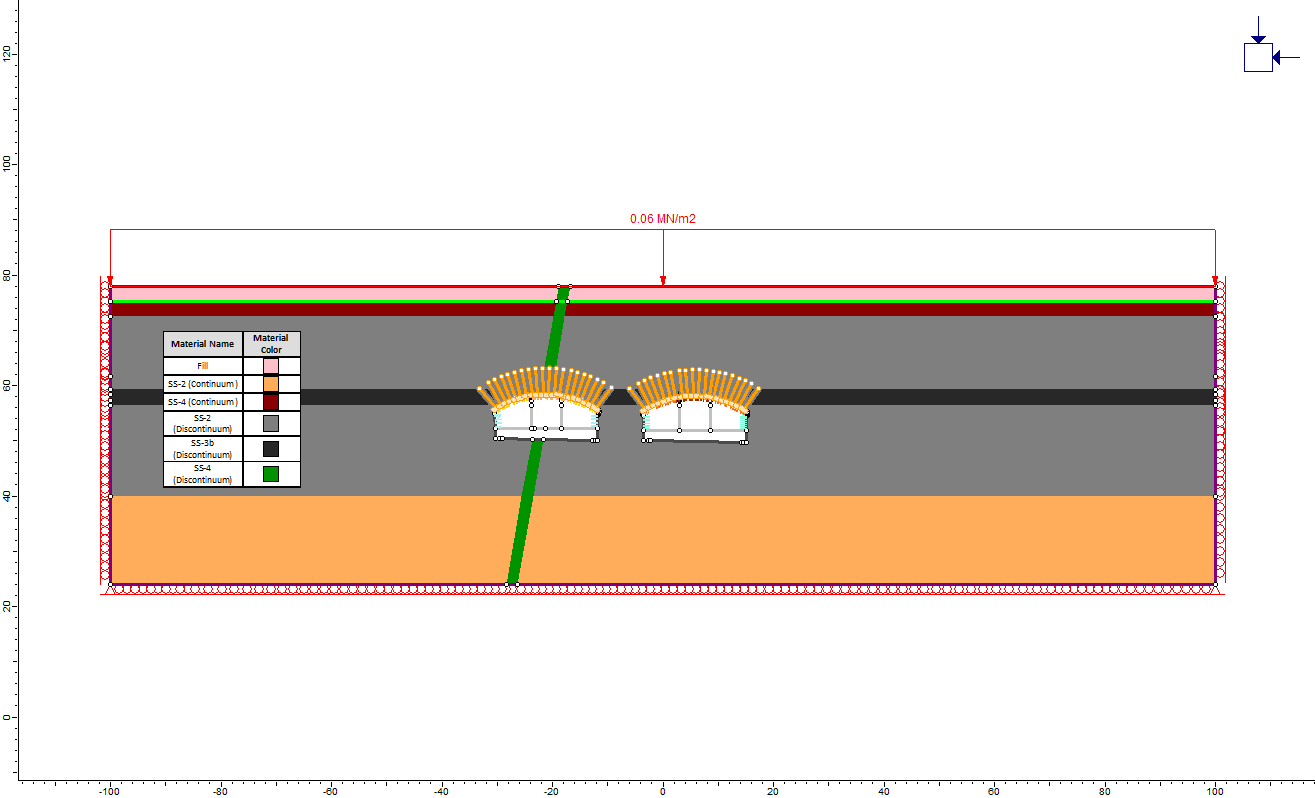 120
100
80
60
40
20
0
0.06 MN/m2
Material Name Material
Color
Fill
SS-2 (Continuum)
SS-4 (Continuum)
SS-2
(Discontinuum)
SS-3b
(Discontinuum)
SS-4
(Discontinuum)
-100 -80 -60 -40 -20 0 20 40 60 80 100